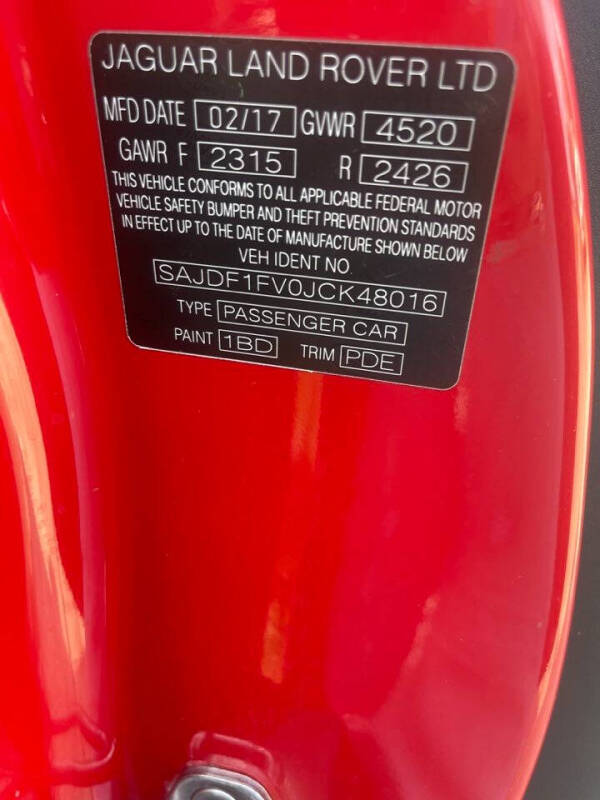 JAGUAR LAND ROVER LTD
MFD DATE 02/17 GVWR 4520
GAWR F 2315 R 2426
THIS VEHICLE CONFORMS TO ALL APPLICABLE FEDERAL MOTOR
VEHICLE SAFETY BUMPER AND THEFT PREVENTION STANDARDS
IN EFFECT UP TO THE DATE OF MANUFACTURE SHOWN BELOW
VEH IDENT NO.
SAJDF1FV0JCK48016
TYPE PASSENGER CAR
PAINT 1BD TRIM PDE